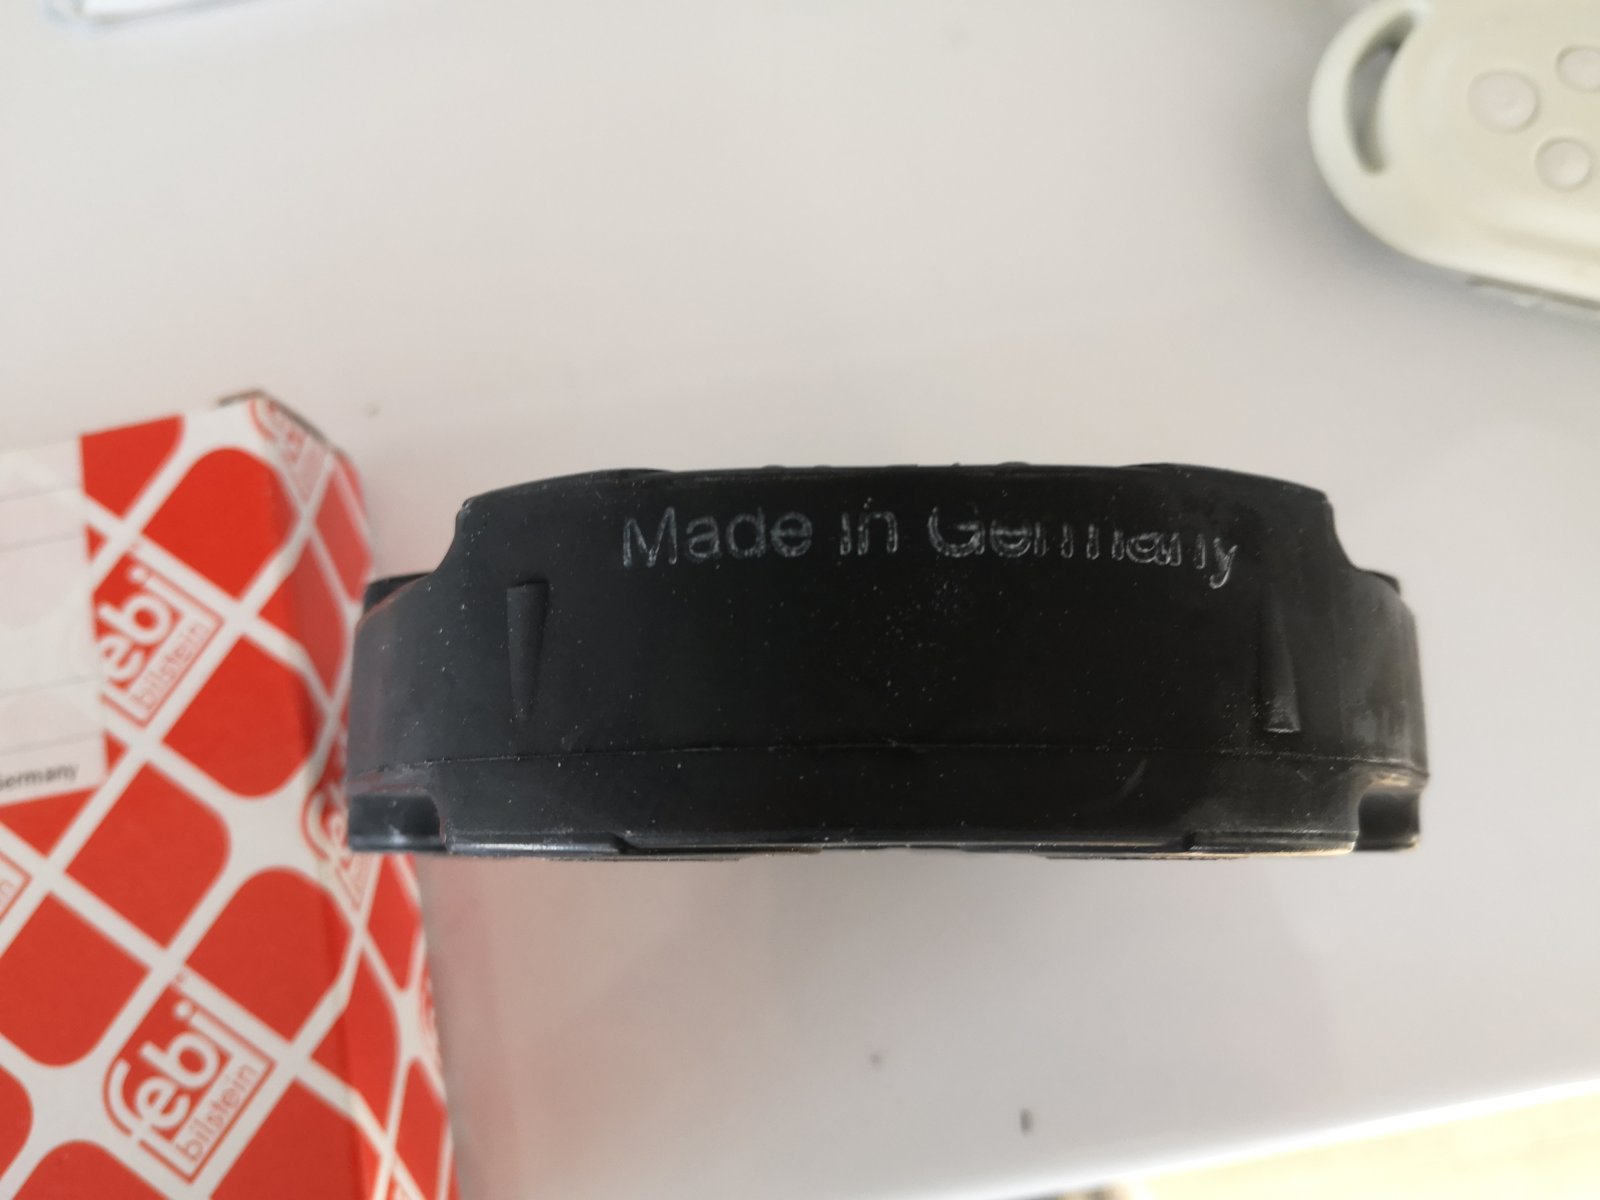 Made in Germany
febi
bilstein
Germany
febi
bilstein